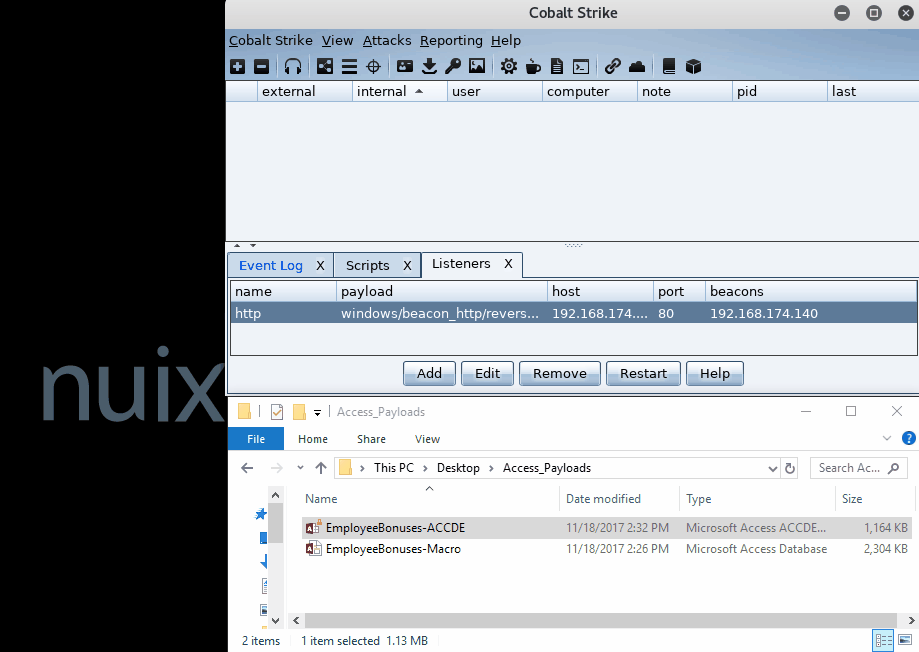 Cobalt Strike
Cobalt Strike View Attacks Reporting Help
external internal user computer note pid last
Event Log X Scripts X Listeners X
name payload host port beacons
http windows/beacon_http/revers... 192.168.174.... 80 192.168.174.140
Add Edit Remove Restart Help
nuix
Access_Payloads
File Home Share View
This PC > Desktop > Access_Payloads Search Ac...
Name Date modified Type Size
EmployeeBonuses-ACCDE 11/18/2017 2:32 PM Microsoft Access ACCDE... 1,164 KB
EmployeeBonuses-Macro 11/18/2017 2:26 PM Microsoft Access Database 2,304 KB
2 items 1 item selected 1.13 MB